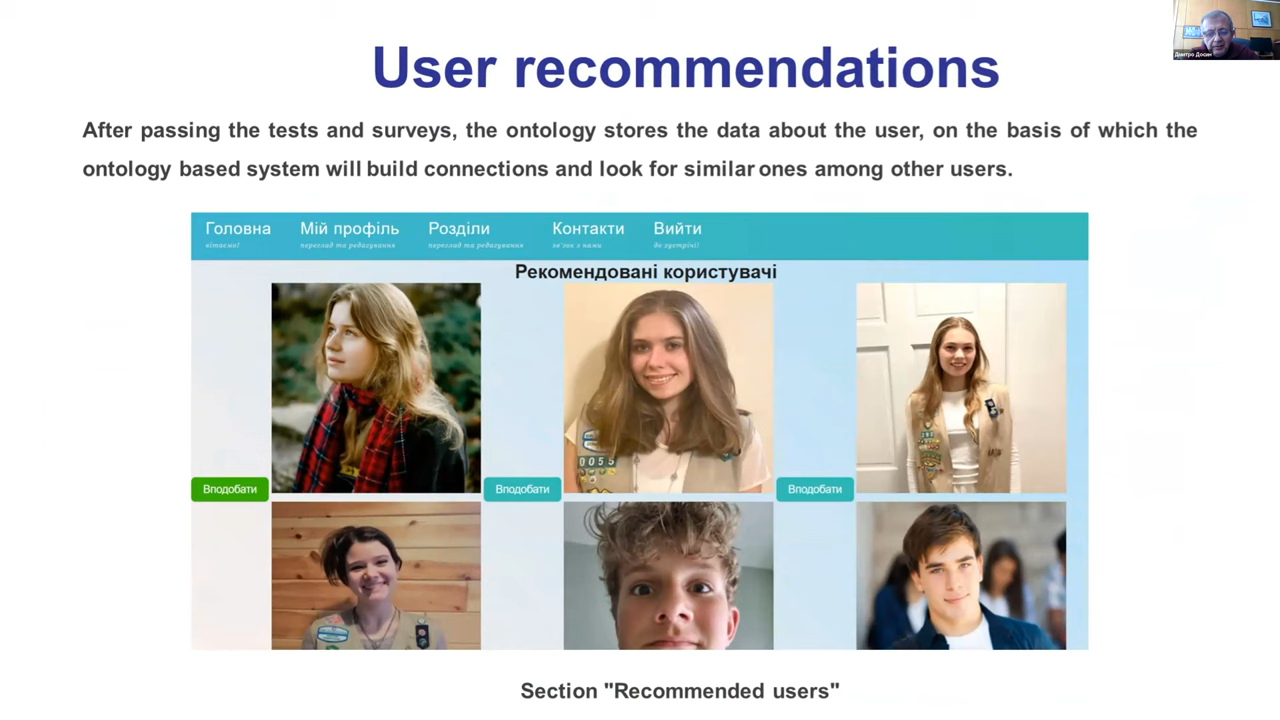 User recommendations
Дмитро Досин
After passing the tests and surveys, the ontology stores the data about the user, on the basis of which the
ontology based system will build connections and look for similar ones among other users.
Головна Мій профіль Розділи Контакти Вийти
вітаємо! перегляд та редагування перегляд та редагування зв'язок з нами до зустрічі!
Рекомендовані користувачі
0055
Вподобати Вподобати Вподобати
Section "Recommended users"